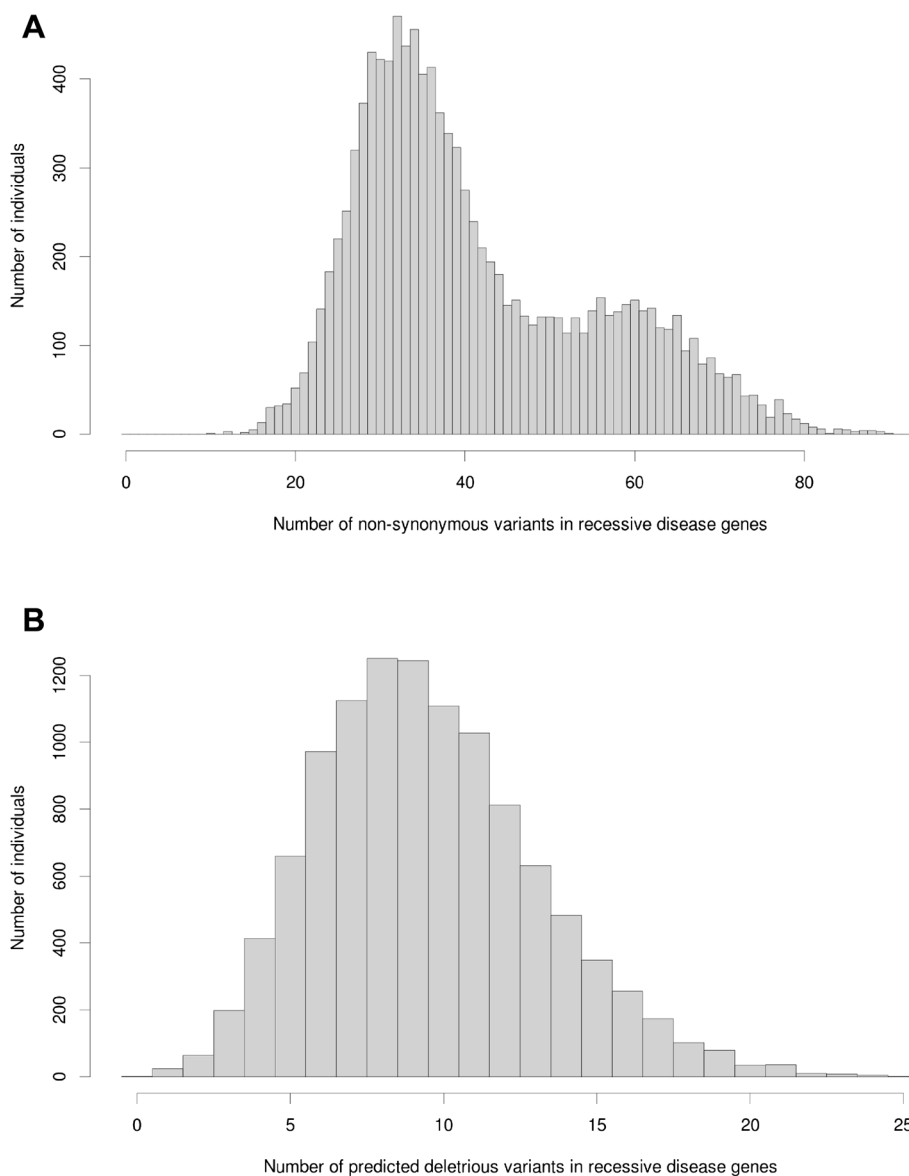 A
Number of individuals
0 100 200 300 400
0 20 40 60 80
Number of non-synonymous variants in recessive disease genes
B
Number of individuals
0 200 400 600 800 1000 1200
0 5 10 15 20 25
Number of predicted deletrious variants in recessive disease genes